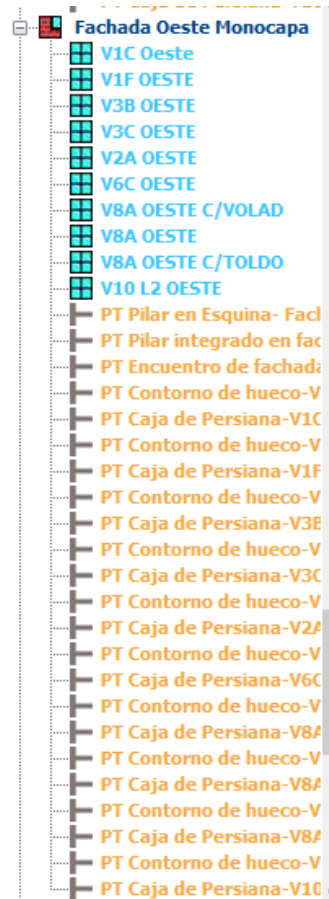 Fachada Oeste Monocapa
V1C Oeste
V1F OESTE
V3B OESTE
V3C OESTE
V2A OESTE
V6C OESTE
V8A OESTE C/VOLAD
V8A OESTE
V8A OESTE C/TOLDO
V10 L2 OESTE
PT Pilar en Esquina- Facl
PT Pilar integrado en fac
PT Encuentro de fachada
PT Contorno de hueco-V
PT Caja de Persiana-V1C
PT Contorno de hueco-V
PT Caja de Persiana-V1F
PT Contorno de hueco-V
PT Caja de Persiana-V3B
PT Contorno de hueco-V
PT Caja de Persiana-V3C
PT Contorno de hueco-V
PT Caja de Persiana-V2A
PT Contorno de hueco-V
PT Caja de Persiana-V6C
PT Contorno de hueco-V
PT Caja de Persiana-V8A
PT Contorno de hueco-V
PT Caja de Persiana-V8A
PT Contorno de hueco-V
PT Caja de Persiana-V8A
PT Contorno de hueco-V
PT Caja de Persiana-V10